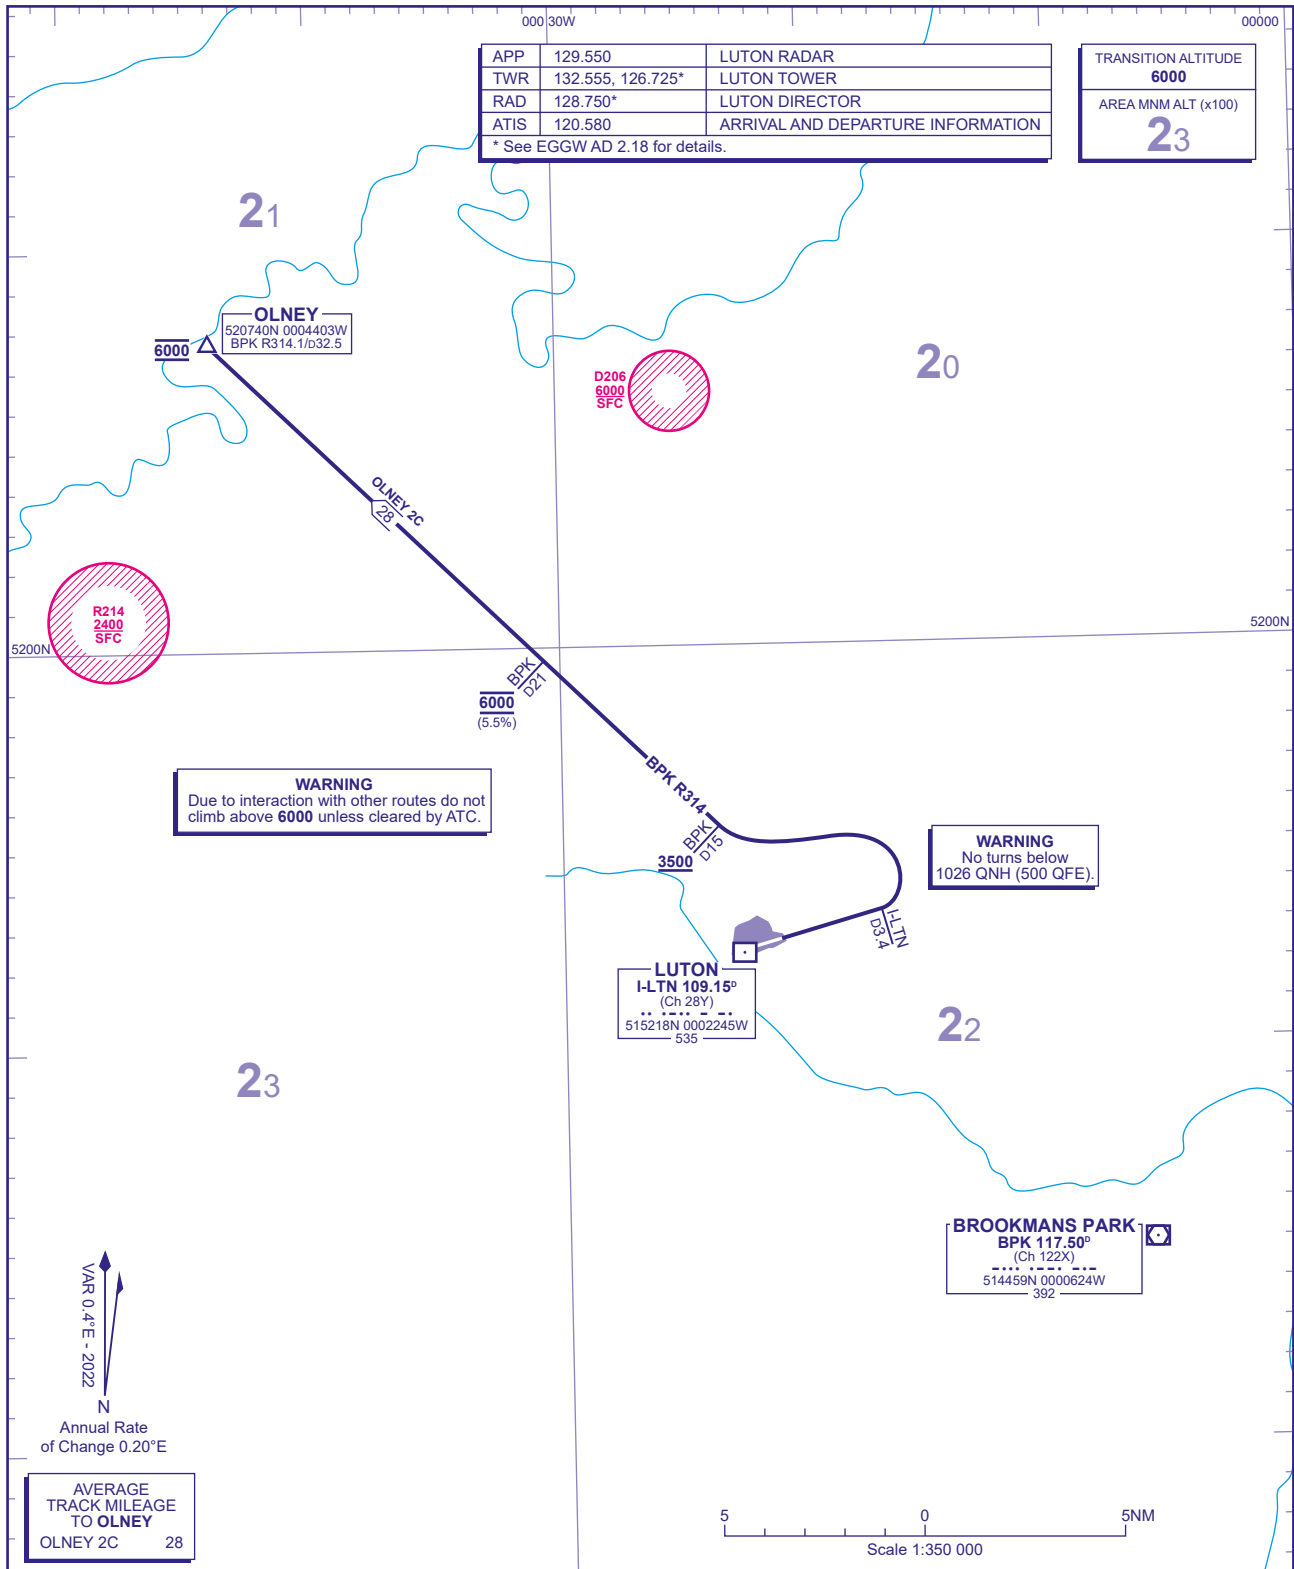 00030W
00000
APP 129.550 LUTON RADAR
TWR 132.555, 126.725* LUTON TOWER
RAD 128.750* LUTON DIRECTOR
ATIS 120.580 ARRIVAL AND DEPARTURE INFORMATION
* See EGGW AD 2.18 for details.
TRANSITION ALTITUDE
6000
AREA MNM ALT (x100)
23
21
OLNEY
520740N 0004403W
BPK R314.1/D32.5
6000
20
D206
6000
SFC
OLNEY 2C
28
R214
2400
SFC
5200N
5200N
BPK
D21
6000
(5.5%)
BPK R314
WARNING
Due to interaction with other routes do not
climb above 6000 unless cleared by ATC.
BPK
D15
3500
WARNING
No turns below
1026 QNH (500 QFE).
I-LTN
D3.4
LUTON
I-LTN 109.15ᴰ
(Ch 28Y)
515218N 0002245W
535
22
23
BROOKMANS PARK
BPK 117.50ᴰ
(Ch 122X)
514459N 0000624W
392
VAR 0.4°E - 2022
N
Annual Rate
of Change 0.20°E
AVERAGE
TRACK MILEAGE
TO OLNEY
OLNEY 2C 28
5 0 5NM
Scale 1:350 000